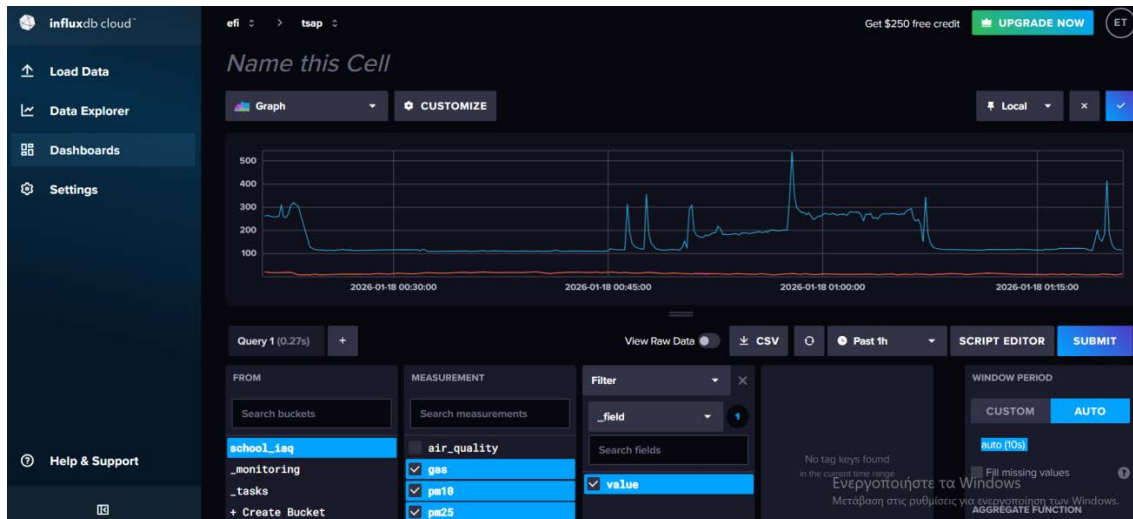 influxdb cloud™
efi > tsap
Get $250 free credit
UPGRADE NOW
ET
Load Data
Data Explorer
Dashboards
Settings
Help & Support
Name this Cell
Graph
CUSTOMIZE
Local
500
400
300
200
100
2026-01-18 00:30:00
2026-01-18 00:45:00
2026-01-18 01:00:00
2026-01-18 01:15:00
Query 1 (0.27s)
+
View Raw Data
CSV
Past 1h
SCRIPT EDITOR
SUBMIT
FROM
Search buckets
school_iaq
_monitoring
_tasks
+ Create Bucket
MEASUREMENT
Search measurements
air_quality
gas
pm10
pm25
Filter
_field
1
Search fields
value
No tag keys found
in the current time range
WINDOW PERIOD
CUSTOM
AUTO
auto (10s)
Fill missing values
AGGREGATE FUNCTION
Ενεργοποιήστε τα Windows
Μετάβαση στις ρυθμίσεις για ενεργοποίηση των Windows.